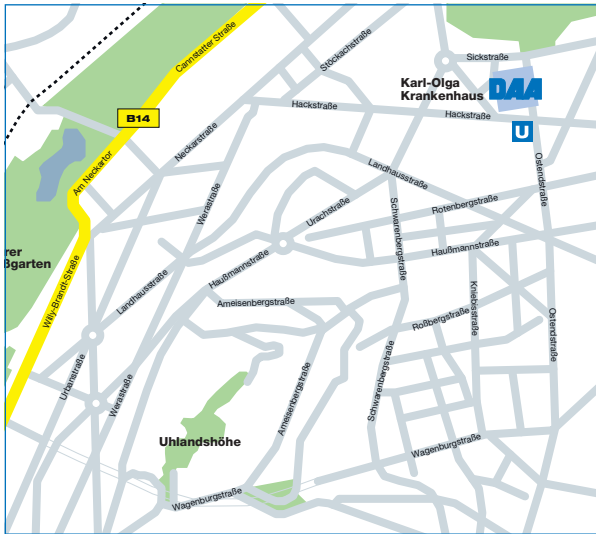 Cannstatter Straße
Stöckachstraße
Sickstraße
Karl-Olga
Krankenhaus
DAA
Hackstraße
Hackstraße
B14
U
Neckarstraße
Am Neckartor
Landhausstraße
Ostendstraße
Werastraße
Urachstraße
Schwarenbergstraße
Rotenbergstraße
rer
ßgarten
Haußmannstraße
Haußmannstraße
Landhausstraße
Willy-Brandt-Straße
Ameisenbergstraße
Kniebisstraße
Roßbergstraße
Ostendstraße
Urbanstraße
Werastraße
Ameisenbergstraße
Schwarenbergstraße
Uhlandshöhe
Wagenburgstraße
Wagenburgstraße